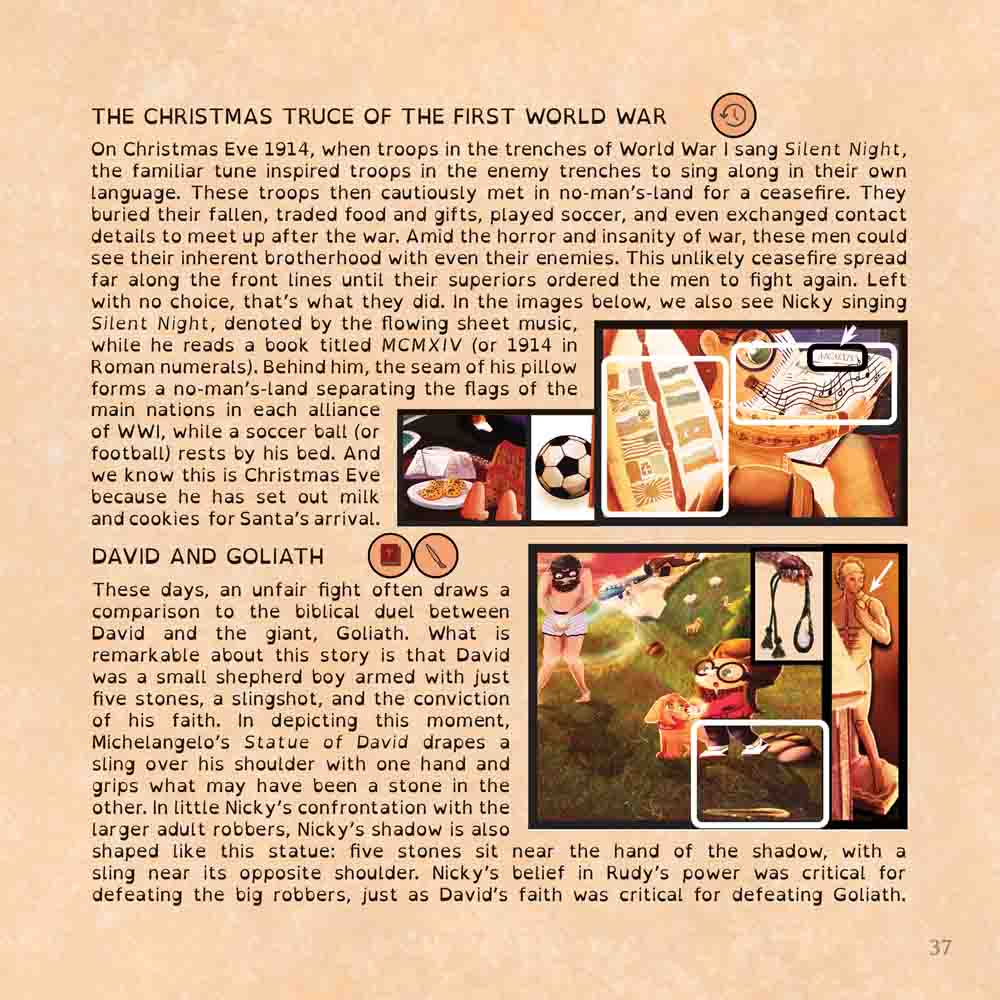 THE CHRISTMAS TRUCE OF THE FIRST WORLD WAR
On Christmas Eve 1914, when troops in the trenches of World War I sang Silent Night,
the familiar tune inspired troops in the enemy trenches to sing along in their own
language. These troops then cautiously met in no-man’s-land for a ceasefire. They
buried their fallen, traded food and gifts, played soccer, and even exchanged contact
details to meet up after the war. Amid the horror and insanity of war, these men could
see their inherent brotherhood with even their enemies. This unlikely ceasefire spread
far along the front lines until their superiors ordered the men to fight again. Left
with no choice, that’s what they did. In the images below, we also see Nicky singing
Silent Night, denoted by the flowing sheet music,
while he reads a book titled MCMXIV (or 1914 in
Roman numerals). Behind him, the seam of his pillow
forms a no-man’s-land separating the flags of the
main nations in each alliance
of WWI, while a soccer ball (or
football) rests by his bed. And
we know this is Christmas Eve
because he has set out milk
and cookies for Santa’s arrival.
MCMXIV
DAVID AND GOLIATH
These days, an unfair fight often draws a
comparison to the biblical duel between
David and the giant, Goliath. What is
remarkable about this story is that David
was a small shepherd boy armed with just
five stones, a slingshot, and the conviction
of his faith. In depicting this moment,
Michelangelo’s Statue of David drapes a
sling over his shoulder with one hand and
grips what may have been a stone in the
other. In little Nicky’s confrontation with the
larger adult robbers, Nicky’s shadow is also
shaped like this statue: five stones sit near the hand of the shadow, with a
sling near its opposite shoulder. Nicky’s belief in Rudy’s power was critical for
defeating the big robbers, just as David’s faith was critical for defeating Goliath.
37